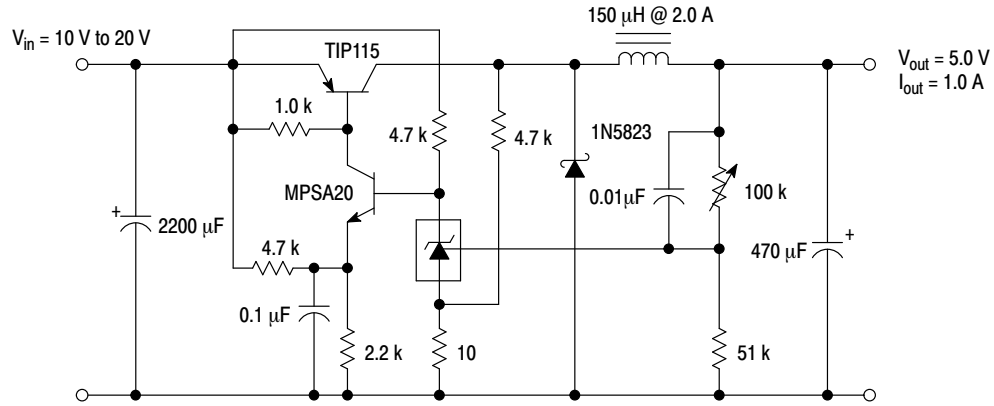 150 μH @ 2.0 A
Vin = 10 V to 20 V
TIP115
Vout = 5.0 V
Iout = 1.0 A
1.0 k
4.7 k
4.7 k
1N5823
MPSA20
0.01μF
100 k
+
2200 μF
4.7 k
470 μF
+
0.1 μF
2.2 k
10
51 k